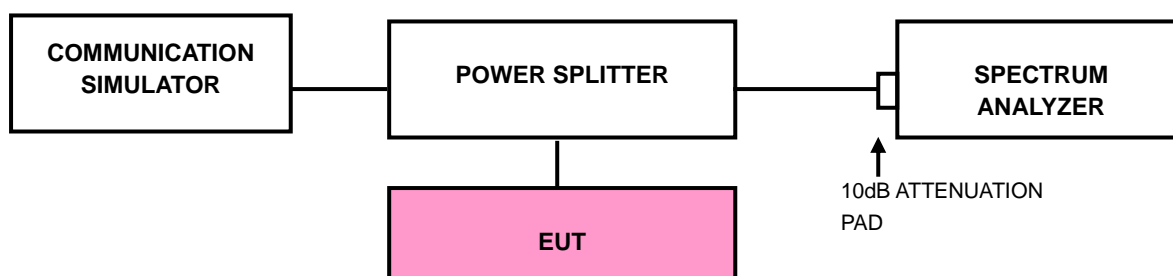 COMMUNICATION
SIMULATOR
POWER SPLITTER
SPECTRUM
ANALYZER
10dB ATTENUATION
PAD
EUT